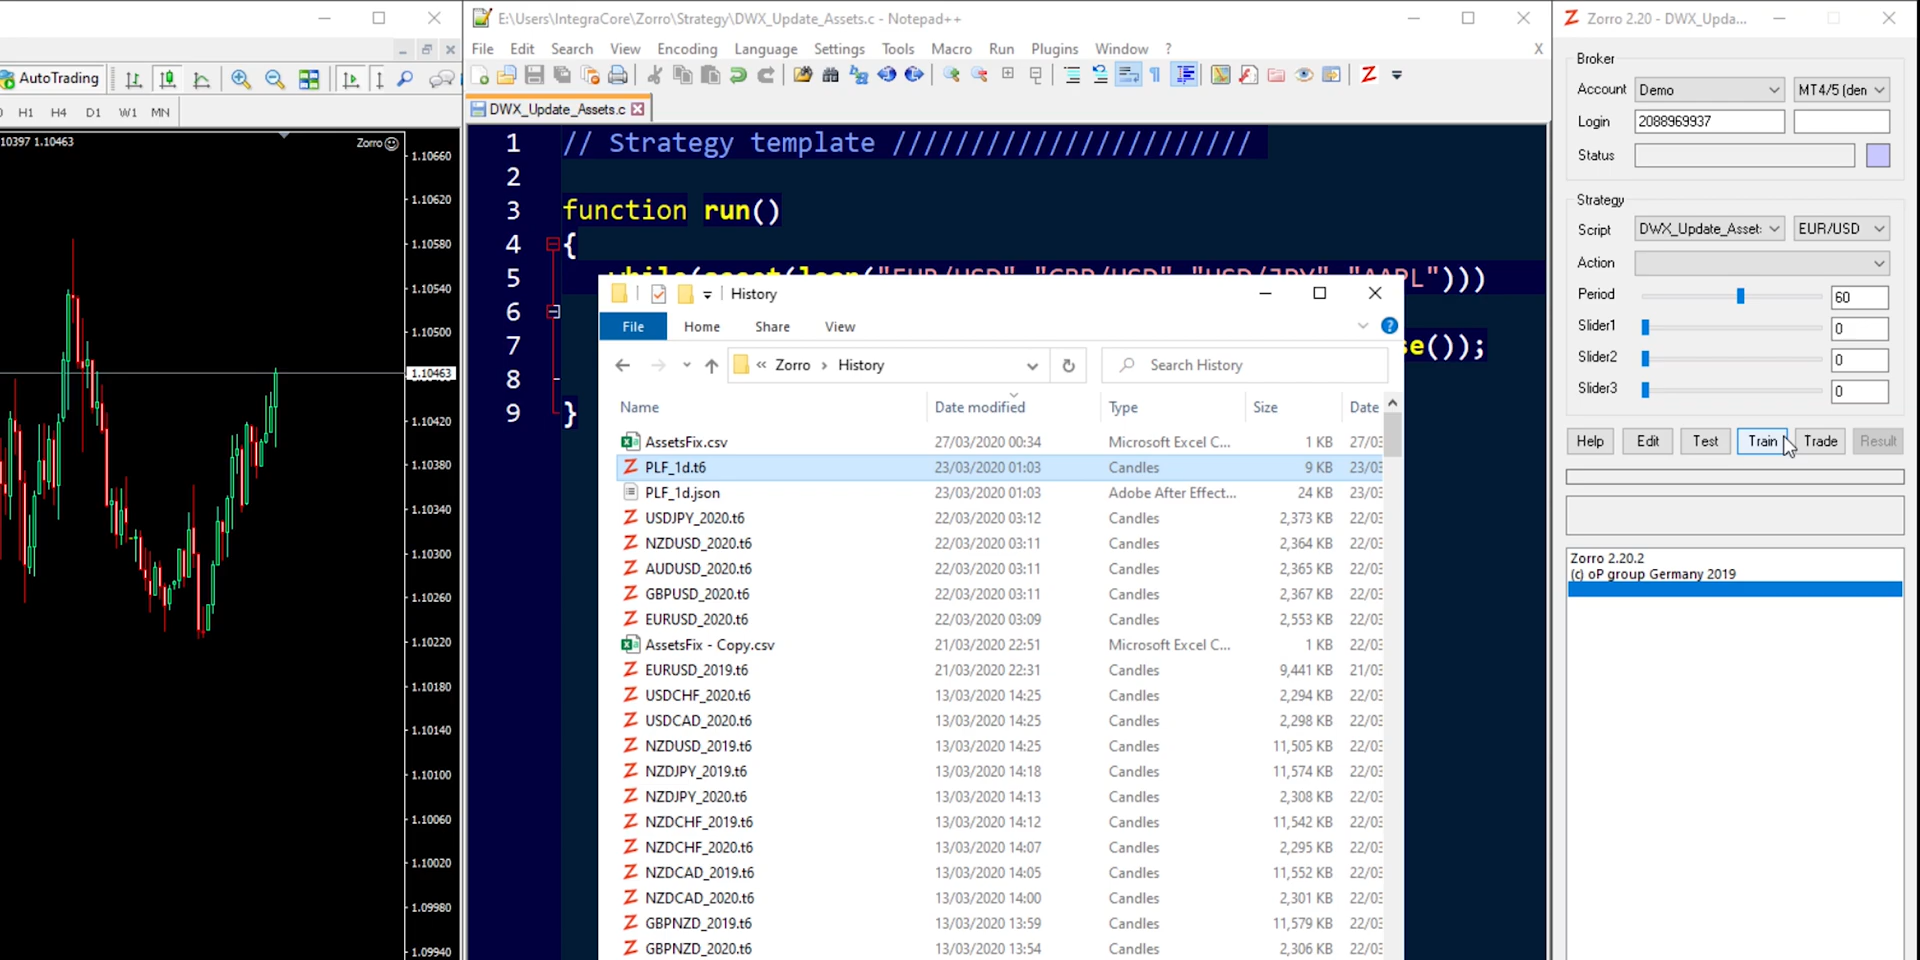 AutoTrading
H1 H4 D1 W1 MN
10397 1.10463
Zorro
1.10660
1.10620
1.10580
1.10540
1.10500
1.10463
1.10420
1.10380
1.10340
1.10300
1.10260
1.10220
1.10180
1.10140
1.10100
1.10060
1.10020
1.09980
1.09940
E:\Users\IntegraCore\Zorro\Strategy\DWX_Update_Assets.c - Notepad++
File Edit Search View Encoding Language Settings Tools Macro Run Plugins Window ? X
DWX_Update_Assets.c
1 // Strategy template ///////////////////////
2
3 function run()
4 {
5 while(asset(loop("EUR/USD","GBP/USD","USD/JPY","AAPL")))
6
7 se());
8
9 }
History
File Home Share View
« Zorro › History
Search History
Name Date modified Type Size Date
AssetsFix.csv 27/03/2020 00:34 Microsoft Excel C... 1 KB 27/03
PLF_1d.t6 23/03/2020 01:03 Candles 9 KB 23/03
PLF_1d.json 23/03/2020 01:03 Adobe After Effect... 24 KB 23/03
USDJPY_2020.t6 22/03/2020 03:12 Candles 2,373 KB 22/03
NZDUSD_2020.t6 22/03/2020 03:11 Candles 2,364 KB 22/03
AUDUSD_2020.t6 22/03/2020 03:11 Candles 2,365 KB 22/03
GBPUSD_2020.t6 22/03/2020 03:11 Candles 2,367 KB 22/03
EURUSD_2020.t6 22/03/2020 03:09 Candles 2,553 KB 22/03
AssetsFix - Copy.csv 21/03/2020 22:51 Microsoft Excel C... 1 KB 22/03
EURUSD_2019.t6 21/03/2020 22:31 Candles 9,441 KB 21/03
USDCHF_2020.t6 13/03/2020 14:25 Candles 2,294 KB 22/03
USDCAD_2020.t6 13/03/2020 14:25 Candles 2,298 KB 22/03
NZDUSD_2019.t6 13/03/2020 14:25 Candles 11,505 KB 22/03
NZDJPY_2019.t6 13/03/2020 14:18 Candles 11,574 KB 22/03
NZDJPY_2020.t6 13/03/2020 14:13 Candles 2,308 KB 22/03
NZDCHF_2019.t6 13/03/2020 14:12 Candles 11,542 KB 22/03
NZDCHF_2020.t6 13/03/2020 14:07 Candles 2,295 KB 22/03
NZDCAD_2019.t6 13/03/2020 14:05 Candles 11,552 KB 22/03
NZDCAD_2020.t6 13/03/2020 14:00 Candles 2,301 KB 22/03
GBPNZD_2019.t6 13/03/2020 13:59 Candles 11,579 KB 22/03
GBPNZD_2020.t6 13/03/2020 13:54 Candles 2,306 KB 22/03
Zorro 2.20 - DWX_Upda...
Broker
Account Demo MT4/5 (den
Login 2088969937
Status
Strategy
Script DWX_Update_Asset: EUR/USD
Action
Period 60
Slider1 0
Slider2 0
Slider3 0
Help Edit Test Train Trade Result
Zorro 2.20.2
(c) oP group Germany 2019